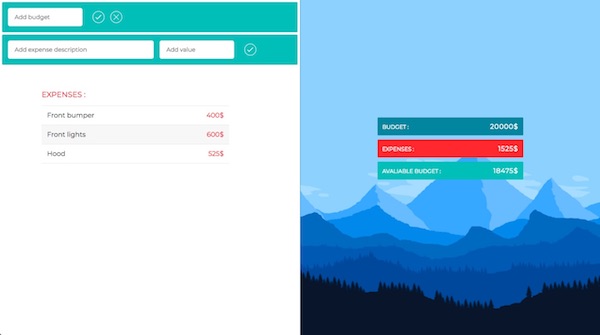 Add budget
Add expense description Add value
EXPENSES :
Front bumper 400$
Front lights 600$
Hood 525$
BUDGET : 20000$
EXPENSES : 1525$
AVALIABLE BUDGET : 18475$